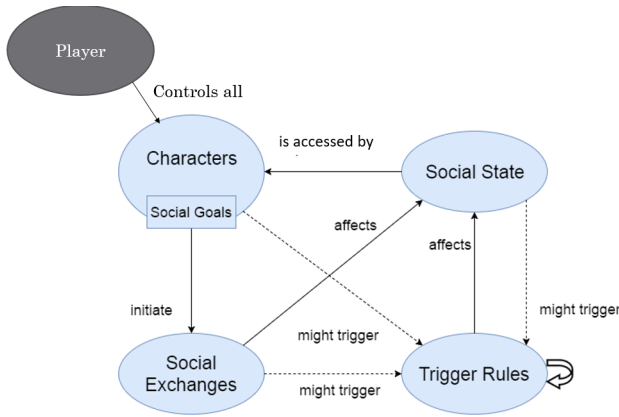 Player
Controls all
Characters
is accessed by
Social State
Social Goals
affects
affects
initiate
might trigger
might trigger
Social
Exchanges
might trigger
Trigger Rules